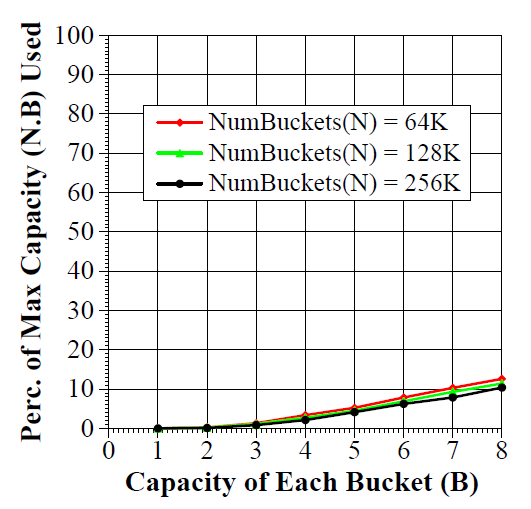 Perc. of Max Capacity (N.B) Used
100
90
80
70
60
50
40
30
20
10
0
NumBuckets(N) = 64K
NumBuckets(N) = 128K
NumBuckets(N) = 256K
0 1 2 3 4 5 6 7 8
Capacity of Each Bucket (B)